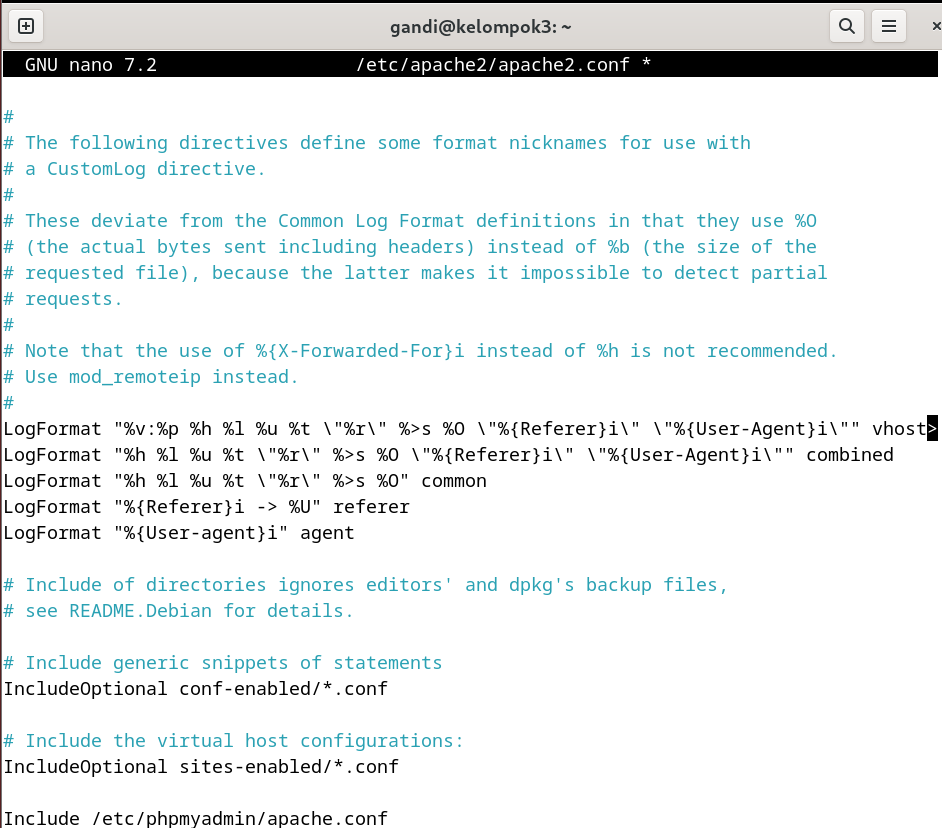 gandi@kelompok3: ~
GNU nano 7.2 /etc/apache2/apache2.conf *
#
# The following directives define some format nicknames for use with
# a CustomLog directive.
#
# These deviate from the Common Log Format definitions in that they use %O
# (the actual bytes sent including headers) instead of %b (the size of the
# requested file), because the latter makes it impossible to detect partial
# requests.
#
# Note that the use of %{X-Forwarded-For}i instead of %h is not recommended.
# Use mod_remoteip instead.
#
LogFormat "%v:%p %h %l %u %t \"%r\" %>s %O \"%{Referer}i\" \"%{User-Agent}i\"" vhost>
LogFormat "%h %l %u %t \"%r\" %>s %O \"%{Referer}i\" \"%{User-Agent}i\"" combined
LogFormat "%h %l %u %t \"%r\" %>s %O" common
LogFormat "%{Referer}i -> %U" referer
LogFormat "%{User-agent}i" agent
# Include of directories ignores editors' and dpkg's backup files,
# see README.Debian for details.
# Include generic snippets of statements
IncludeOptional conf-enabled/*.conf
# Include the virtual host configurations:
IncludeOptional sites-enabled/*.conf
Include /etc/phpmyadmin/apache.conf